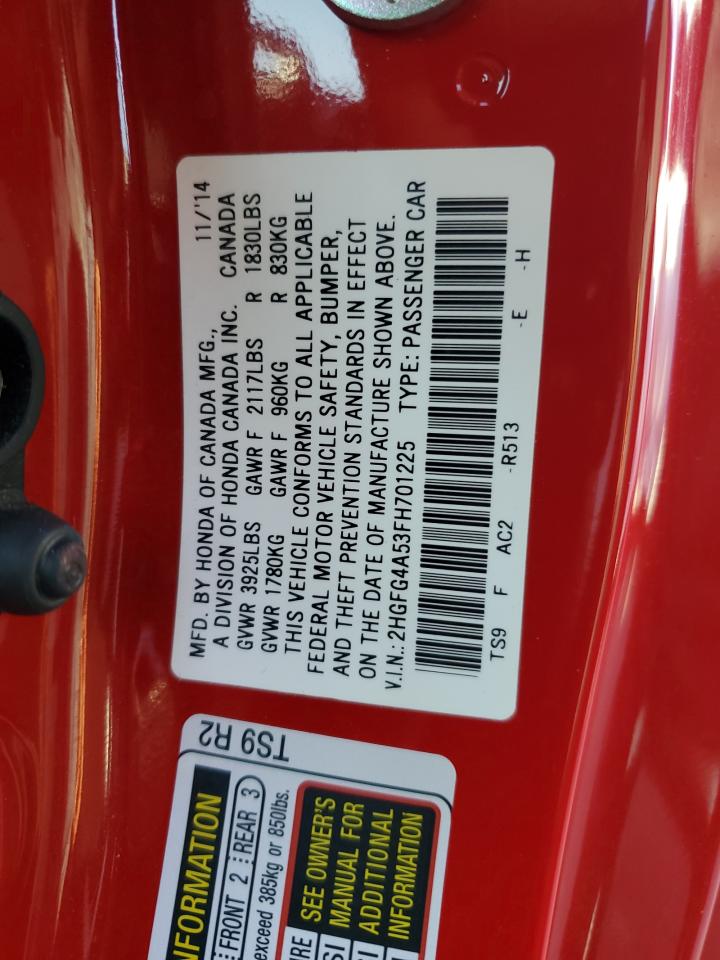 MFD. BY HONDA OF CANADA MFG., 11/'14
A DIVISION OF HONDA CANADA INC. CANADA
GVWR 3925LBS GAWR F 2117LBS R 1830LBS
GVWR 1780KG GAWR F 960KG R 830KG
THIS VEHICLE CONFORMS TO ALL APPLICABLE
FEDERAL MOTOR VEHICLE SAFETY, BUMPER,
AND THEFT PREVENTION STANDARDS IN EFFECT
ON THE DATE OF MANUFACTURE SHOWN ABOVE.
V.I.N.: 2HGFG4A53FH701225 TYPE: PASSENGER CAR
TS9 F AC2 -R513 -E -H
TS9 R2
NFORMATION
FRONT 2 REAR 3
exceed 385kg or 850lbs.
SEE OWNER'S
MANUAL FOR
ADDITIONAL
INFORMATION